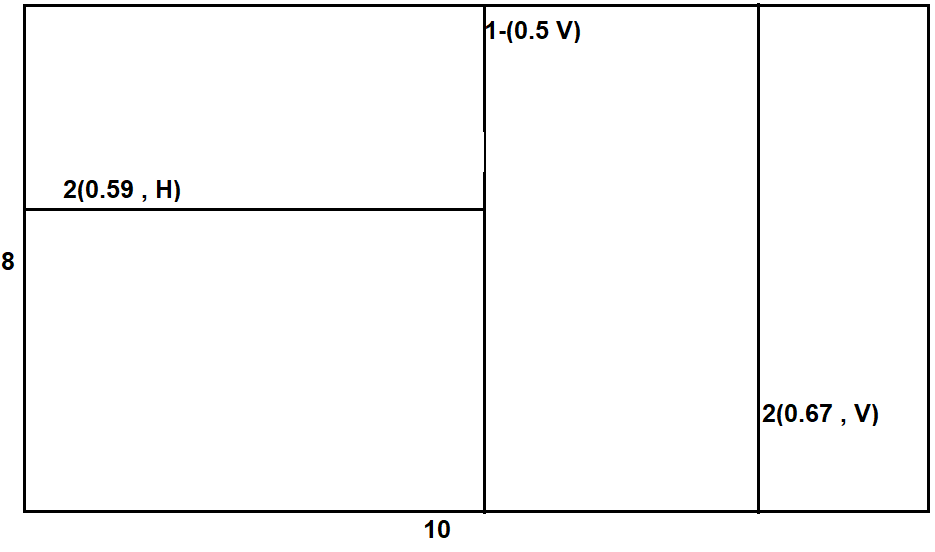 1-(0.5 V)
2(0.59 , H)
8
2(0.67 , V)
10